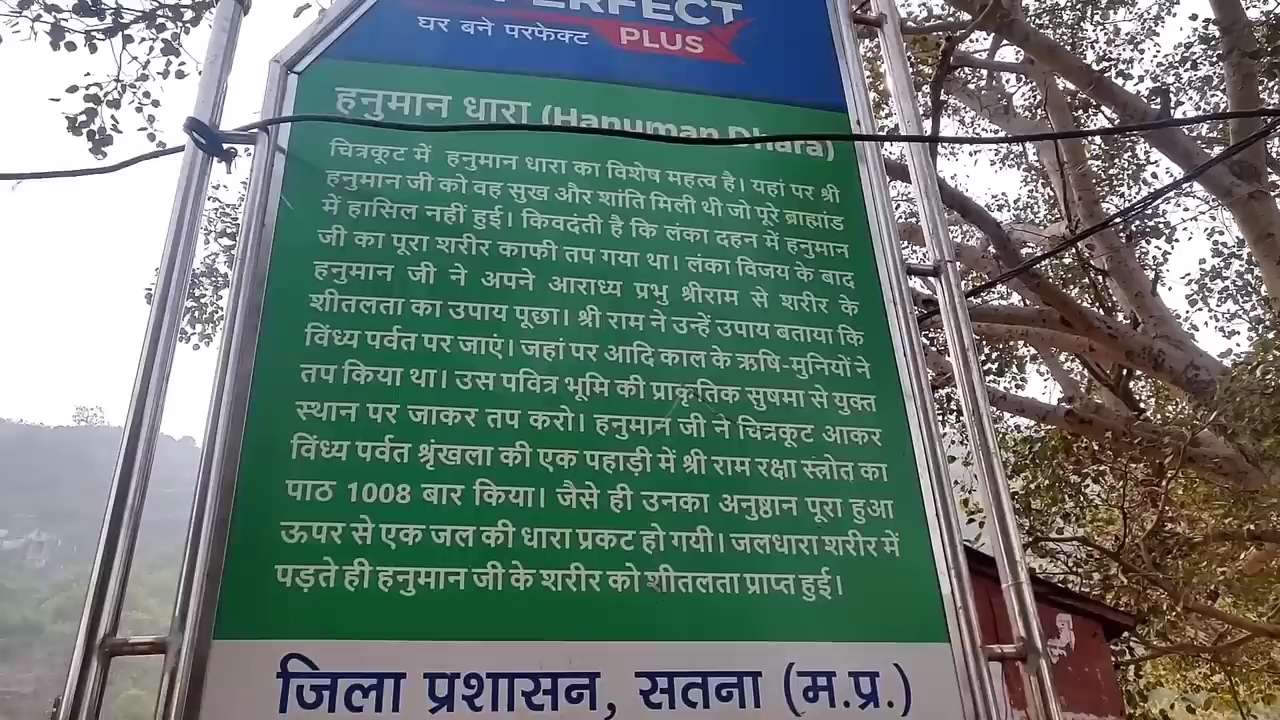 PERFECT
घर बने परफेक्ट PLUS
हनुमान धारा (Hanuman Dhara)
चित्रकूट में हनुमान धारा का विशेष महत्व है। यहां पर श्री
हनुमान जी को वह सुख और शांति मिली थी जो पूरे ब्राह्मांड
में हासिल नहीं हुई। किवदंती है कि लंका दहन में हनुमान
जी का पूरा शरीर काफी तप गया था। लंका विजय के बाद
हनुमान जी ने अपने आराध्य प्रभु श्रीराम से शरीर के
शीतलता का उपाय पूछा। श्री राम ने उन्हें उपाय बताया कि
विंध्य पर्वत पर जाएं। जहां पर आदि काल के ऋषि-मुनियों ने
तप किया था। उस पवित्र भूमि की प्राकृतिक सुषमा से युक्त
स्थान पर जाकर तप करो। हनुमान जी ने चित्रकूट आकर
विंध्य पर्वत श्रृंखला की एक पहाड़ी में श्री राम रक्षा स्त्रोत का
पाठ 1008 बार किया। जैसे ही उनका अनुष्ठान पूरा हुआ
ऊपर से एक जल की धारा प्रकट हो गयी। जलधारा शरीर में
पड़ते ही हनुमान जी के शरीर को शीतलता प्राप्त हुई।
जिला प्रशासन, सतना (म.प्र.)